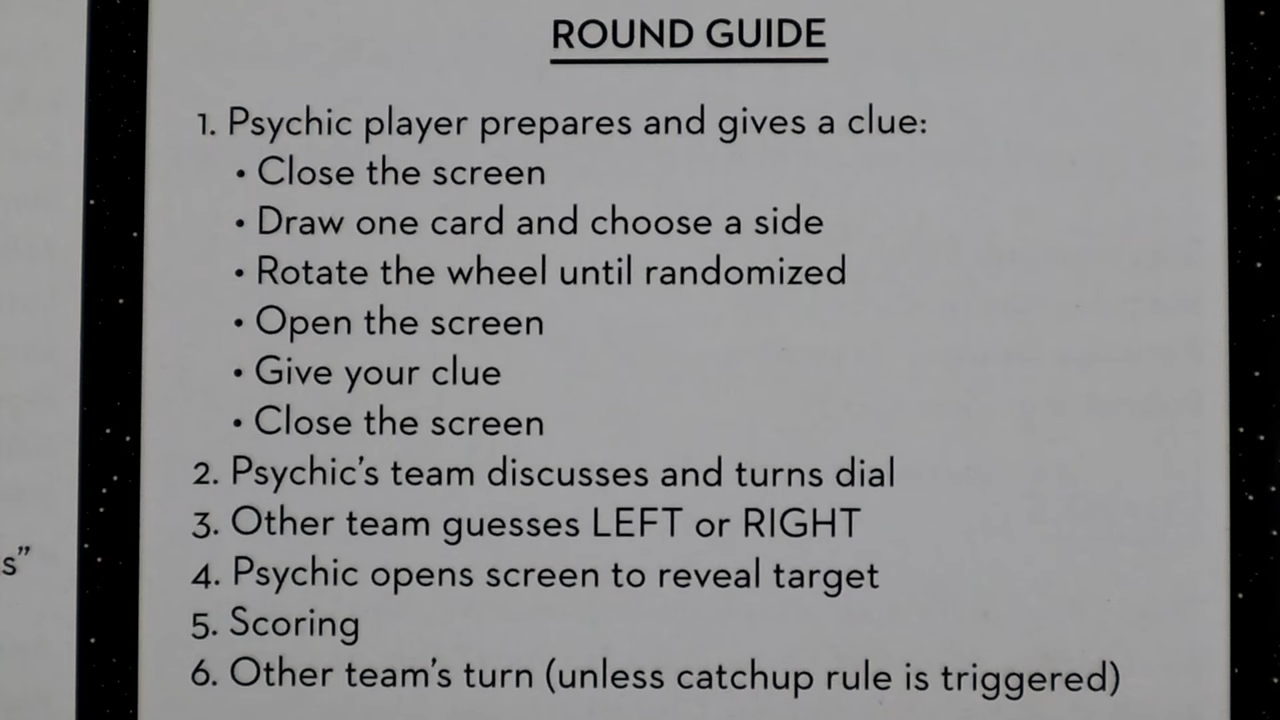 ROUND GUIDE
1. Psychic player prepares and gives a clue:
• Close the screen
• Draw one card and choose a side
• Rotate the wheel until randomized
• Open the screen
• Give your clue
• Close the screen
2. Psychic’s team discusses and turns dial
3. Other team guesses LEFT or RIGHT
s”
4. Psychic opens screen to reveal target
5. Scoring
6. Other team’s turn (unless catchup rule is triggered)